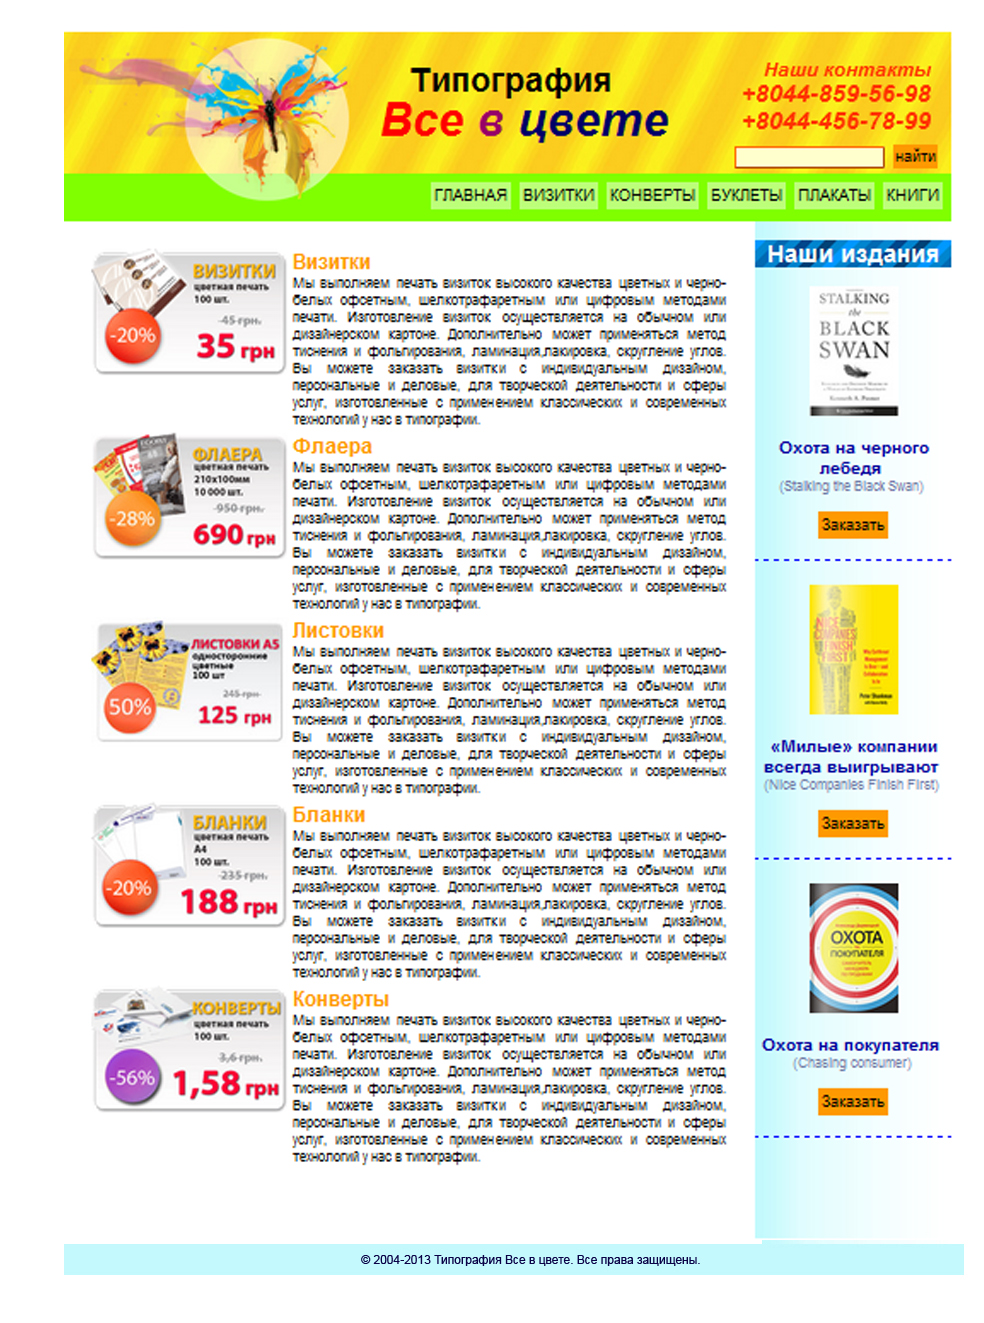 Типография
Все в цвете
Наши контакты
+8044-859-56-98
+8044-456-78-99
найти
ГЛАВНАЯ ВИЗИТКИ КОНВЕРТЫ БУКЛЕТЫ ПЛАКАТЫ КНИГИ
ВИЗИТКИ
цветная печать
100 шт.
-45 грн.
-20%
35 грн
Визитки
Мы выполняем печать визиток высокого качества цветных и черно-
белых офсетным, шелкотрафаретным или цифровым методами
печати. Изготовление визиток осуществляется на обычном или
дизайнерском картоне. Дополнительно может применяться метод
тиснения и фольгирования, ламинация,лакировка, скругление углов.
Вы можете заказать визитки с индивидуальным дизайном,
персональные и деловые, для творческой деятельности и сферы
услуг, изготовленные с применением классических и современных
технологий у нас в типографии.
ФЛАЕРА
цветная печать
210х100мм
10 000 шт.
-950 грн.
-28%
690 грн
Флаера
Мы выполняем печать визиток высокого качества цветных и черно-
белых офсетным, шелкотрафаретным или цифровым методами
печати. Изготовление визиток осуществляется на обычном или
дизайнерском картоне. Дополнительно может применяться метод
тиснения и фольгирования, ламинация,лакировка, скругление углов.
Вы можете заказать визитки с индивидуальным дизайном,
персональные и деловые, для творческой деятельности и сферы
услуг, изготовленные с применением классических и современных
технологий у нас в типографии.
ЛИСТОВКИ А5
односторонние
цветные
100 шт
245 грн
50%
125 грн
Листовки
Мы выполняем печать визиток высокого качества цветных и черно-
белых офсетным, шелкотрафаретным или цифровым методами
печати. Изготовление визиток осуществляется на обычном или
дизайнерском картоне. Дополнительно может применяться метод
тиснения и фольгирования, ламинация,лакировка, скругление углов.
Вы можете заказать визитки с индивидуальным дизайном,
персональные и деловые, для творческой деятельности и сферы
услуг, изготовленные с применением классических и современных
технологий у нас в типографии.
БЛАНКИ
цветная печать
А4
100 шт.
-235 грн.
-20%
188 грн
Бланки
Мы выполняем печать визиток высокого качества цветных и черно-
белых офсетным, шелкотрафаретным или цифровым методами
печати. Изготовление визиток осуществляется на обычном или
дизайнерском картоне. Дополнительно может применяться метод
тиснения и фольгирования, ламинация,лакировка, скругление углов.
Вы можете заказать визитки с индивидуальным дизайном,
персональные и деловые, для творческой деятельности и сферы
услуг, изготовленные с применением классических и современных
технологий у нас в типографии.
КОНВЕРТЫ
цветная печать
100 шт.
3,6 грн.
-56%
1,58 грн
Конверты
Мы выполняем печать визиток высокого качества цветных и черно-
белых офсетным, шелкотрафаретным или цифровым методами
печати. Изготовление визиток осуществляется на обычном или
дизайнерском картоне. Дополнительно может применяться метод
тиснения и фольгирования, ламинация,лакировка, скругление углов.
Вы можете заказать визитки с индивидуальным дизайном,
персональные и деловые, для творческой деятельности и сферы
услуг, изготовленные с применением классических и современных
технологий у нас в типографии.
Наши издания
STALKING
the
BLACK
SWAN
Kenneth A. Posner
Охота на черного
лебедя
(Stalking the Black Swan)
Заказать
NICE
COMPANIES
FINISH
FIRST
Peter Shankman
«Милые» компании
всегда выигрывают
(Nice Companies Finish First)
Заказать
ОХОТА
НА
ПОКУПАТЕЛЯ
Охота на покупателя
(Chasing consumer)
Заказать
© 2004-2013 Типография Все в цвете. Все права защищены.